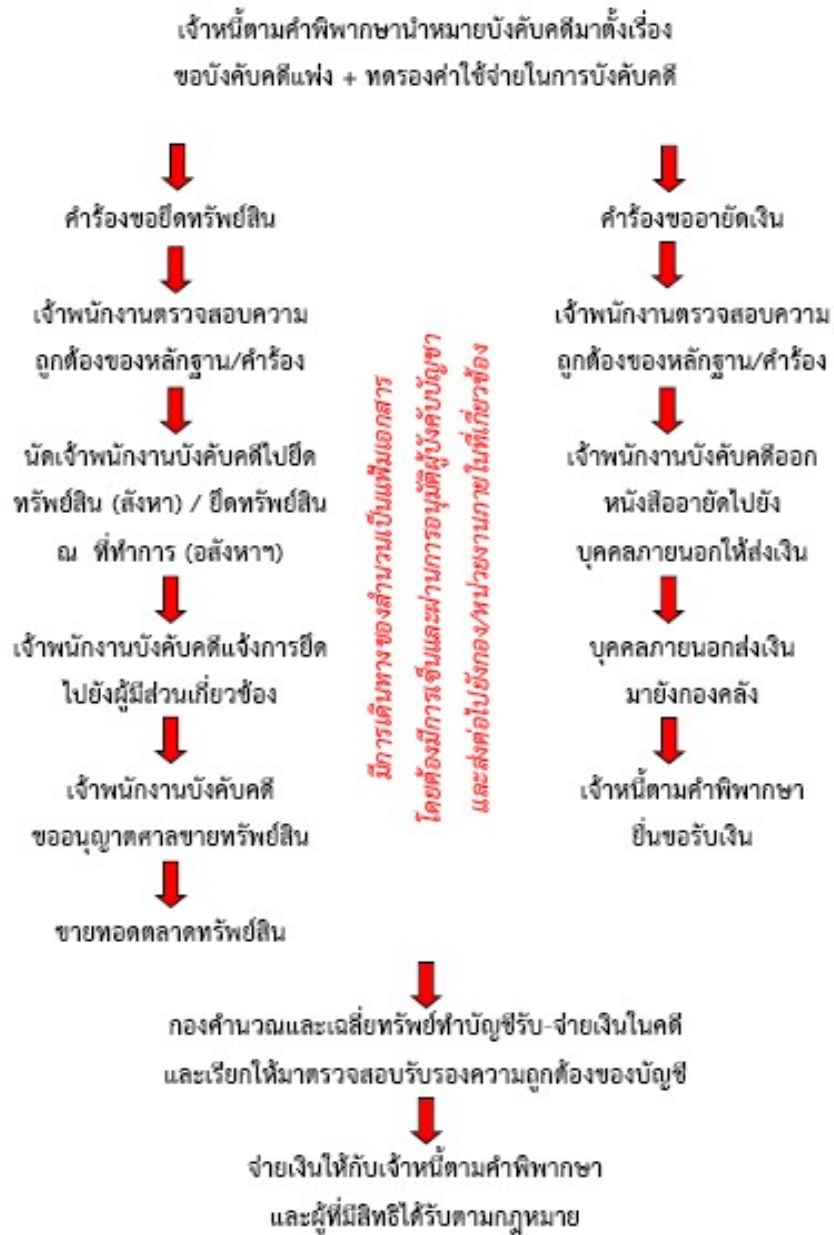 เจ้าหนี้ตามคำพิพากษานำหมายบังคับคดีมาตั้งเรื่อง
ขอบังคับคดีแพ่ง + ทดรองค่าใช้จ่ายในการบังคับคดี
คำร้องขอยึดทรัพย์สิน
เจ้าพนักงานตรวจสอบความ
ถูกต้องของหลักฐาน/คำร้อง
นัดเจ้าพนักงานบังคับคดีไปยึด
ทรัพย์สิน (สังหา) / ยึดทรัพย์สิน
ณ ที่ทำการ (อสังหาฯ)
เจ้าพนักงานบังคับคดีแจ้งการยึด
ไปยังผู้มีส่วนเกี่ยวข้อง
เจ้าพนักงานบังคับคดี
ขออนุญาตศาลขายทรัพย์สิน
ขายทอดตลาดทรัพย์สิน
มีการเดินทางของสำนวนเป็นแฟ้มเอกสาร
โดยต้องมีการเซ็นและผ่านการอนุมัติผู้บังคับบัญชา
และส่งต่อไปยังกอง/หน่วยงานภายในที่เกี่ยวข้อง
คำร้องขออายัดเงิน
เจ้าพนักงานตรวจสอบความ
ถูกต้องของหลักฐาน/คำร้อง
เจ้าพนักงานบังคับคดีออก
หนังสืออายัดไปยัง
บุคคลภายนอกให้ส่งเงิน
บุคคลภายนอกส่งเงิน
มายังกองคลัง
เจ้าหนี้ตามคำพิพากษา
ยื่นขอรับเงิน
กองคำนวณและเฉลี่ยทรัพย์ทำบัญชีรับ-จ่ายเงินในคดี
และเรียกให้มาตรวจสอบรับรองความถูกต้องของบัญชี
จ่ายเงินให้กับเจ้าหนี้ตามคำพิพากษา
และผู้ที่มีสิทธิได้รับตามกฎหมาย